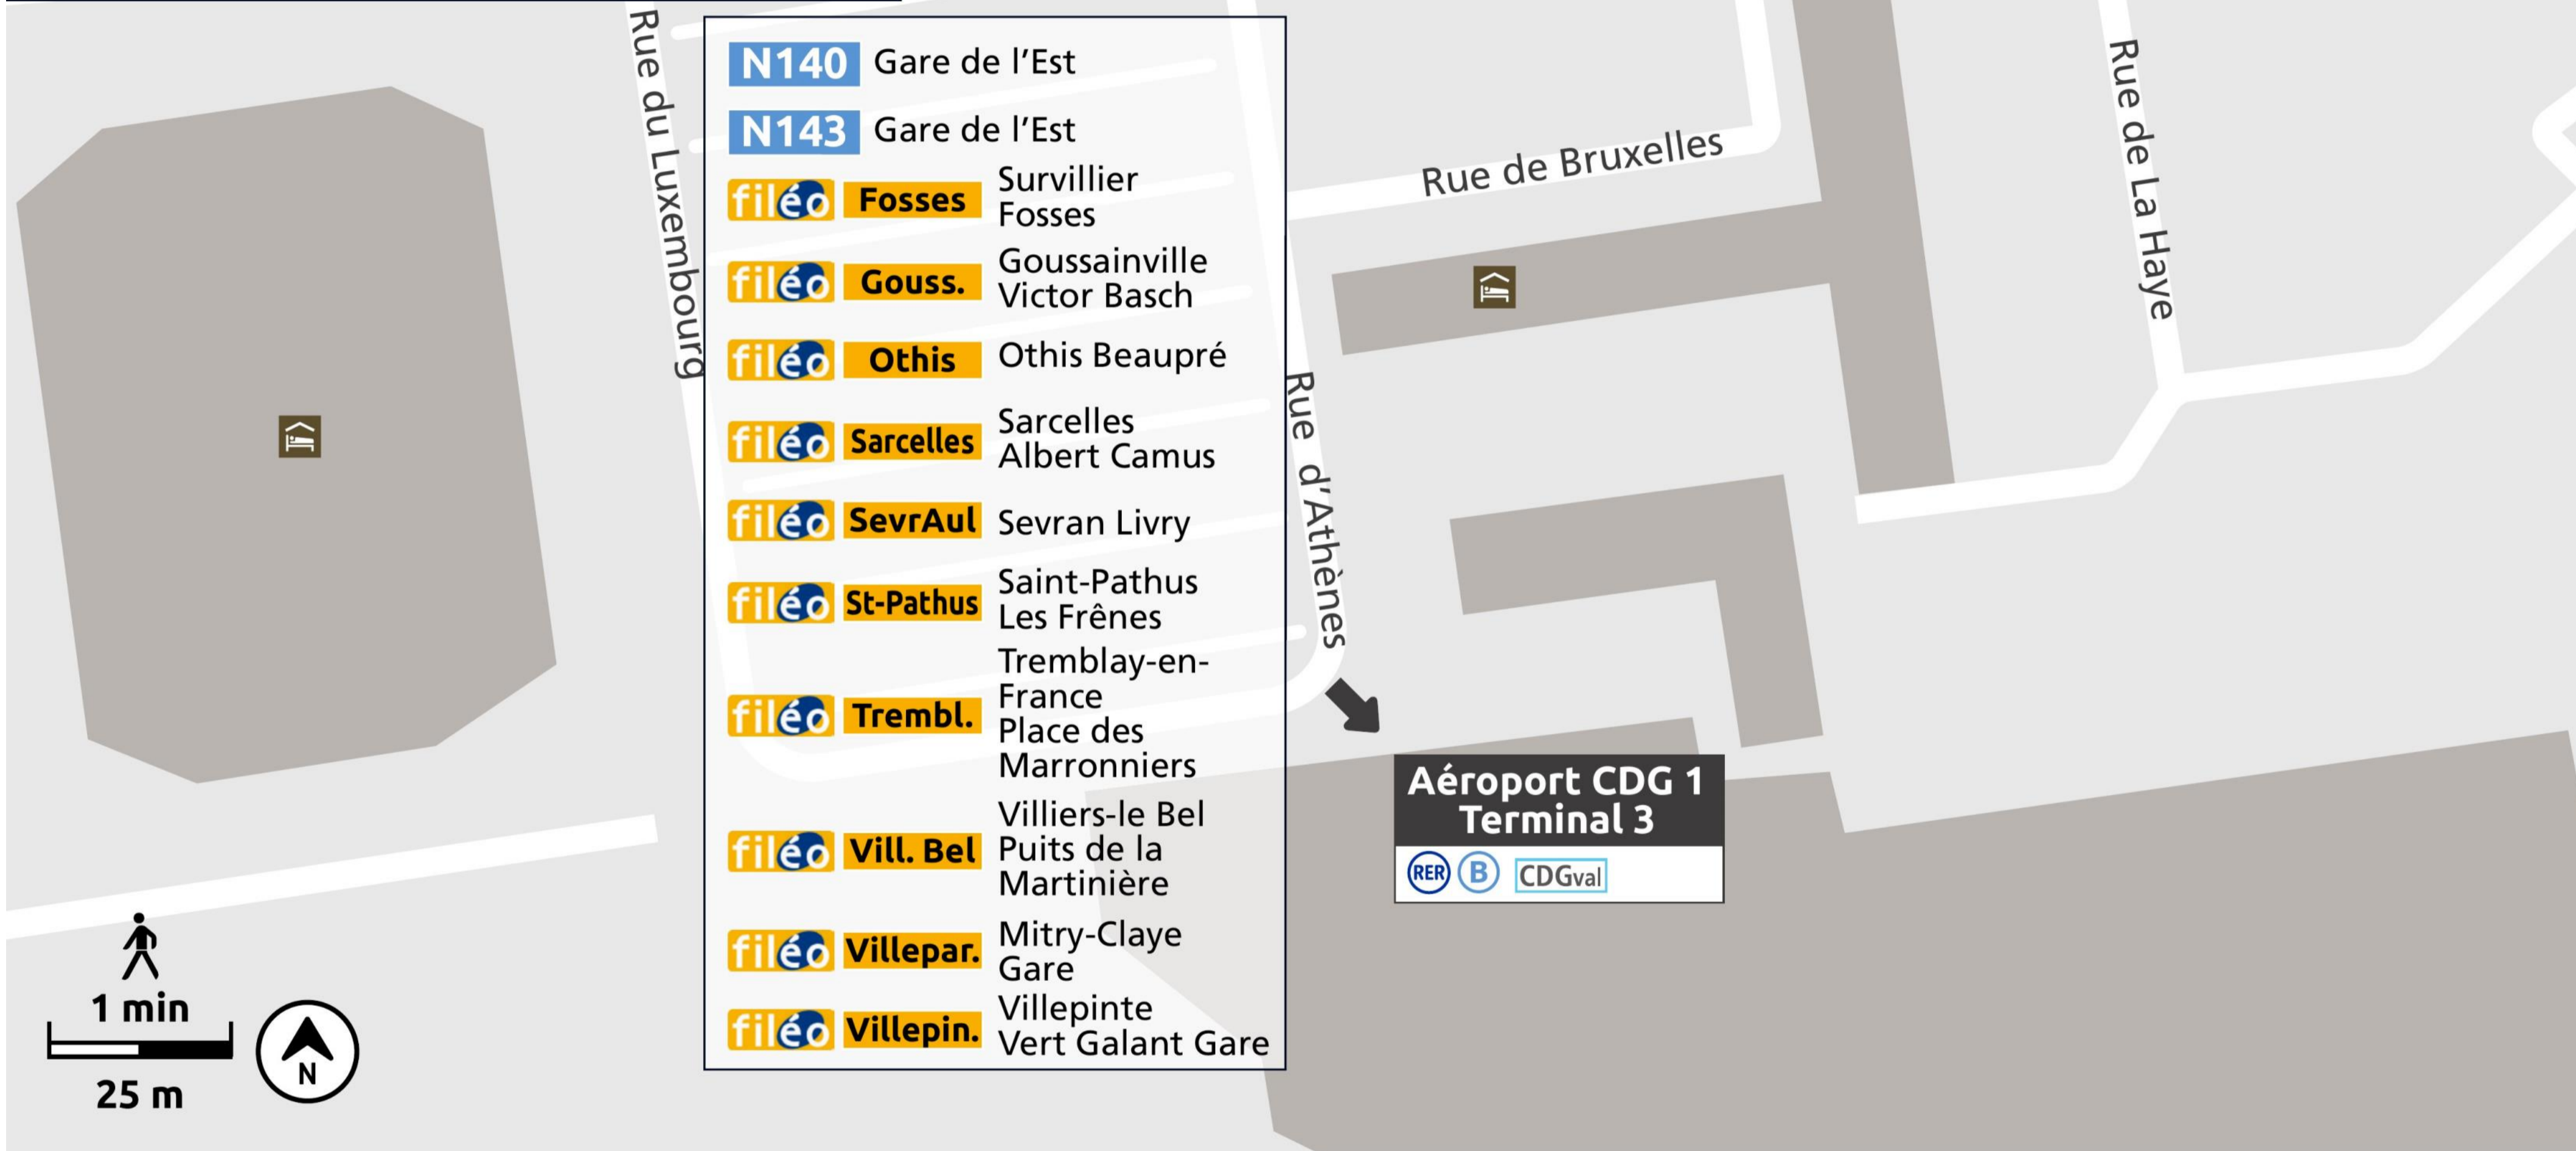 Rue du Luxembourg
N140 Gare de l'Est
N143 Gare de l'Est
filéo Fosses Survillier
Fosses
filéo Gouss. Goussainville
Victor Basch
filéo Othis Othis Beaupré
filéo Sarcelles Sarcelles
Albert Camus
filéo SevrAul Sevran Livry
filéo St-Pathus Saint-Pathus
Les Frênes
filéo Trembl. Tremblay-en-
France
Place des
Marronniers
filéo Vill. Bel Villiers-le Bel
Puits de la
Martinière
filéo Villepar. Mitry-Claye
Gare
filéo Villepin. Villepinte
Vert Galant Gare
Rue de Bruxelles
Rue de La Haye
Rue d'Athènes
Aéroport CDG 1
Terminal 3
RER B CDGval
1 min
25 m
N